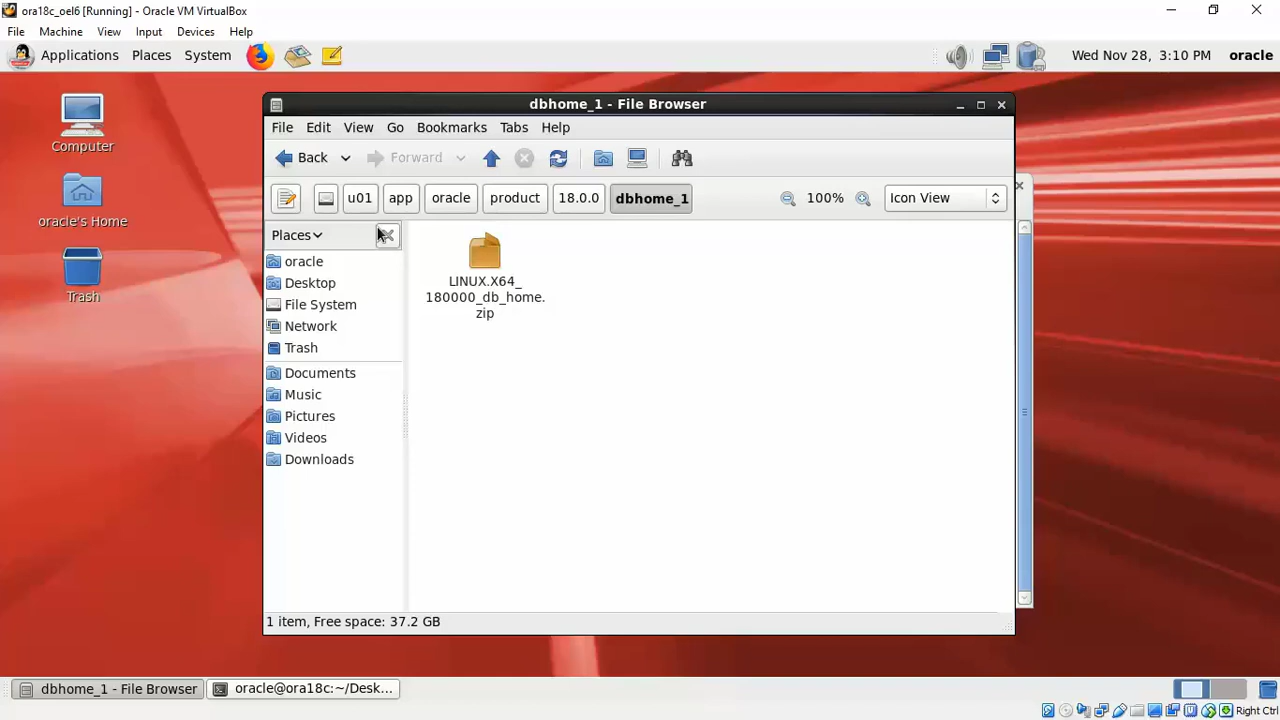 ora18c_oel6 [Running] - Oracle VM VirtualBox
File Machine View Input Devices Help
Applications Places System Wed Nov 28, 3:10 PM oracle
Computer
oracle's Home
Trash
dbhome_1 - File Browser
File Edit View Go Bookmarks Tabs Help
Back Forward
u01 app oracle product 18.0.0 dbhome_1 100% Icon View
Places
oracle
Desktop
File System
Network
Trash
Documents
Music
Pictures
Videos
Downloads
LINUX.X64_
180000_db_home.
zip
1 item, Free space: 37.2 GB
dbhome_1 - File Browser oracle@ora18c:~/Desk...
Right Ctrl